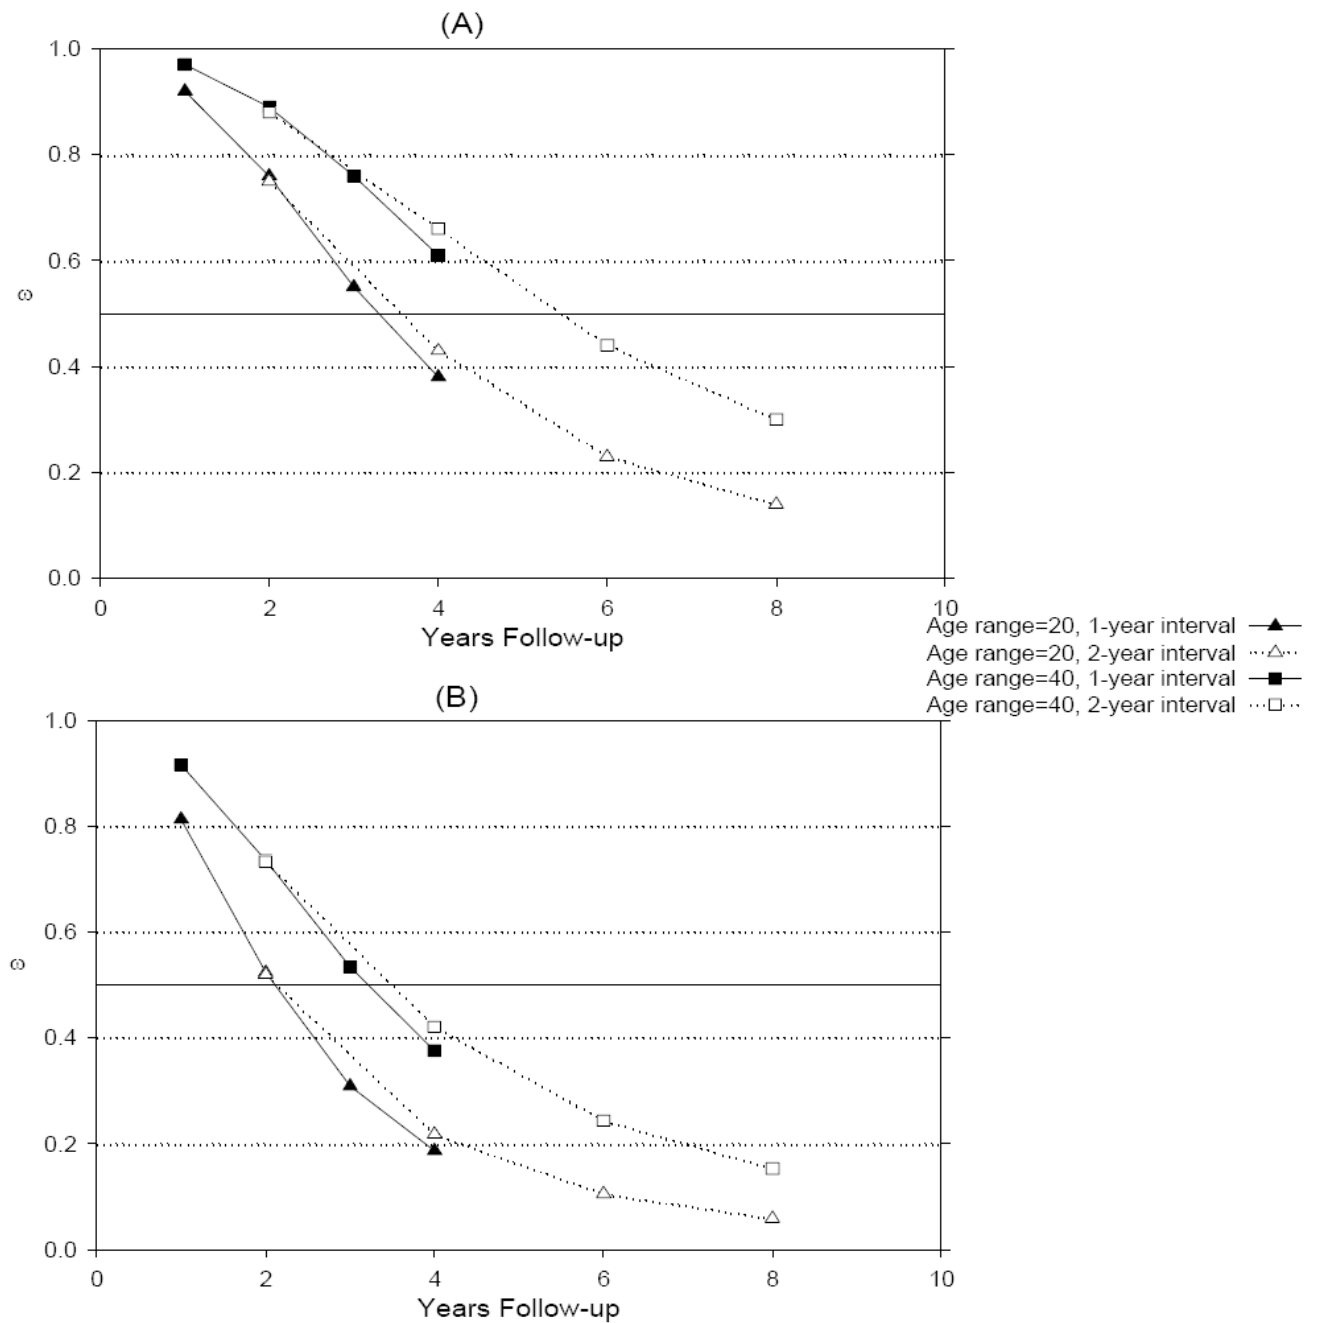 (A)
1.0
0.8
0.6
ω
0.4
0.2
0.0
0 2 4 6 8 10
Years Follow-up
Age range=20, 1-year interval
Age range=20, 2-year interval
Age range=40, 1-year interval
Age range=40, 2-year interval
(B)
1.0
0.8
0.6
ω
0.4
0.2
0.0
0 2 4 6 8 10
Years Follow-up